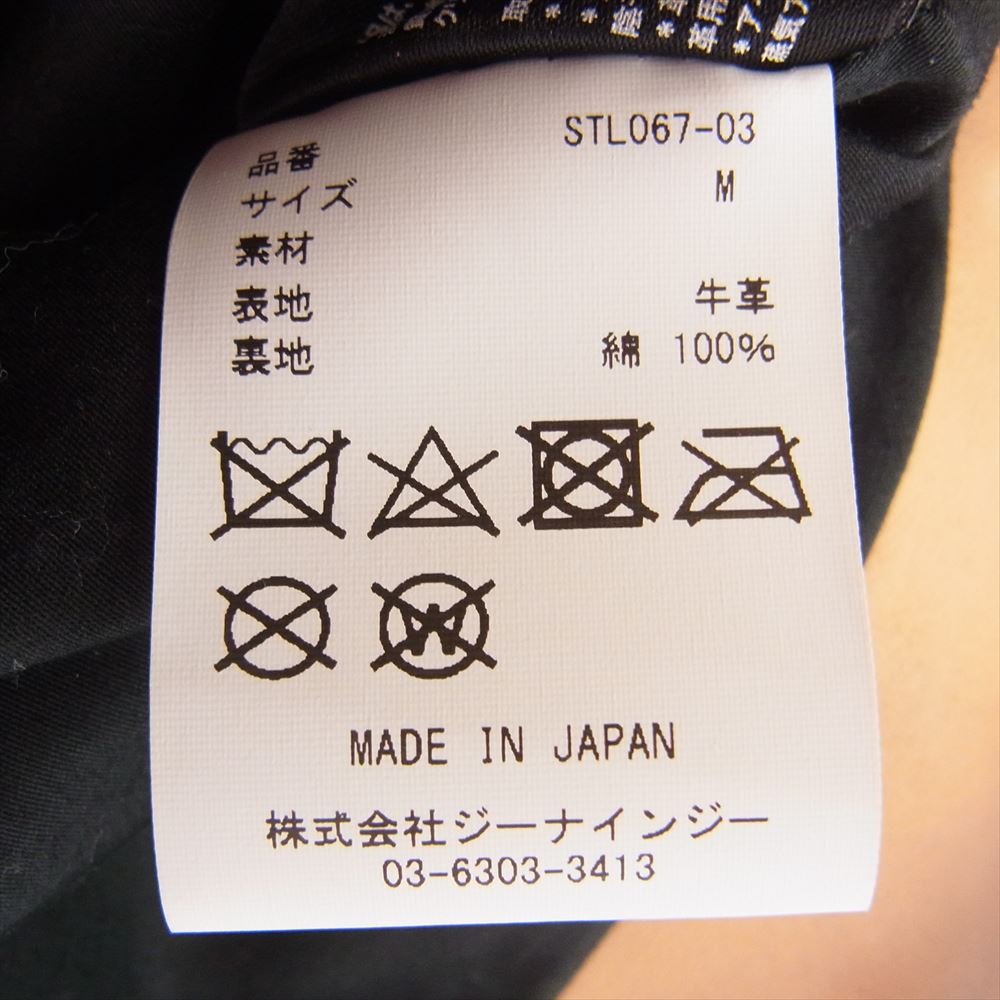 品番 STL067-03
サイズ M
素材
表地 牛革
裏地 綿 100%
MADE IN JAPAN
株式会社ジーナインジー
03-6303-3413